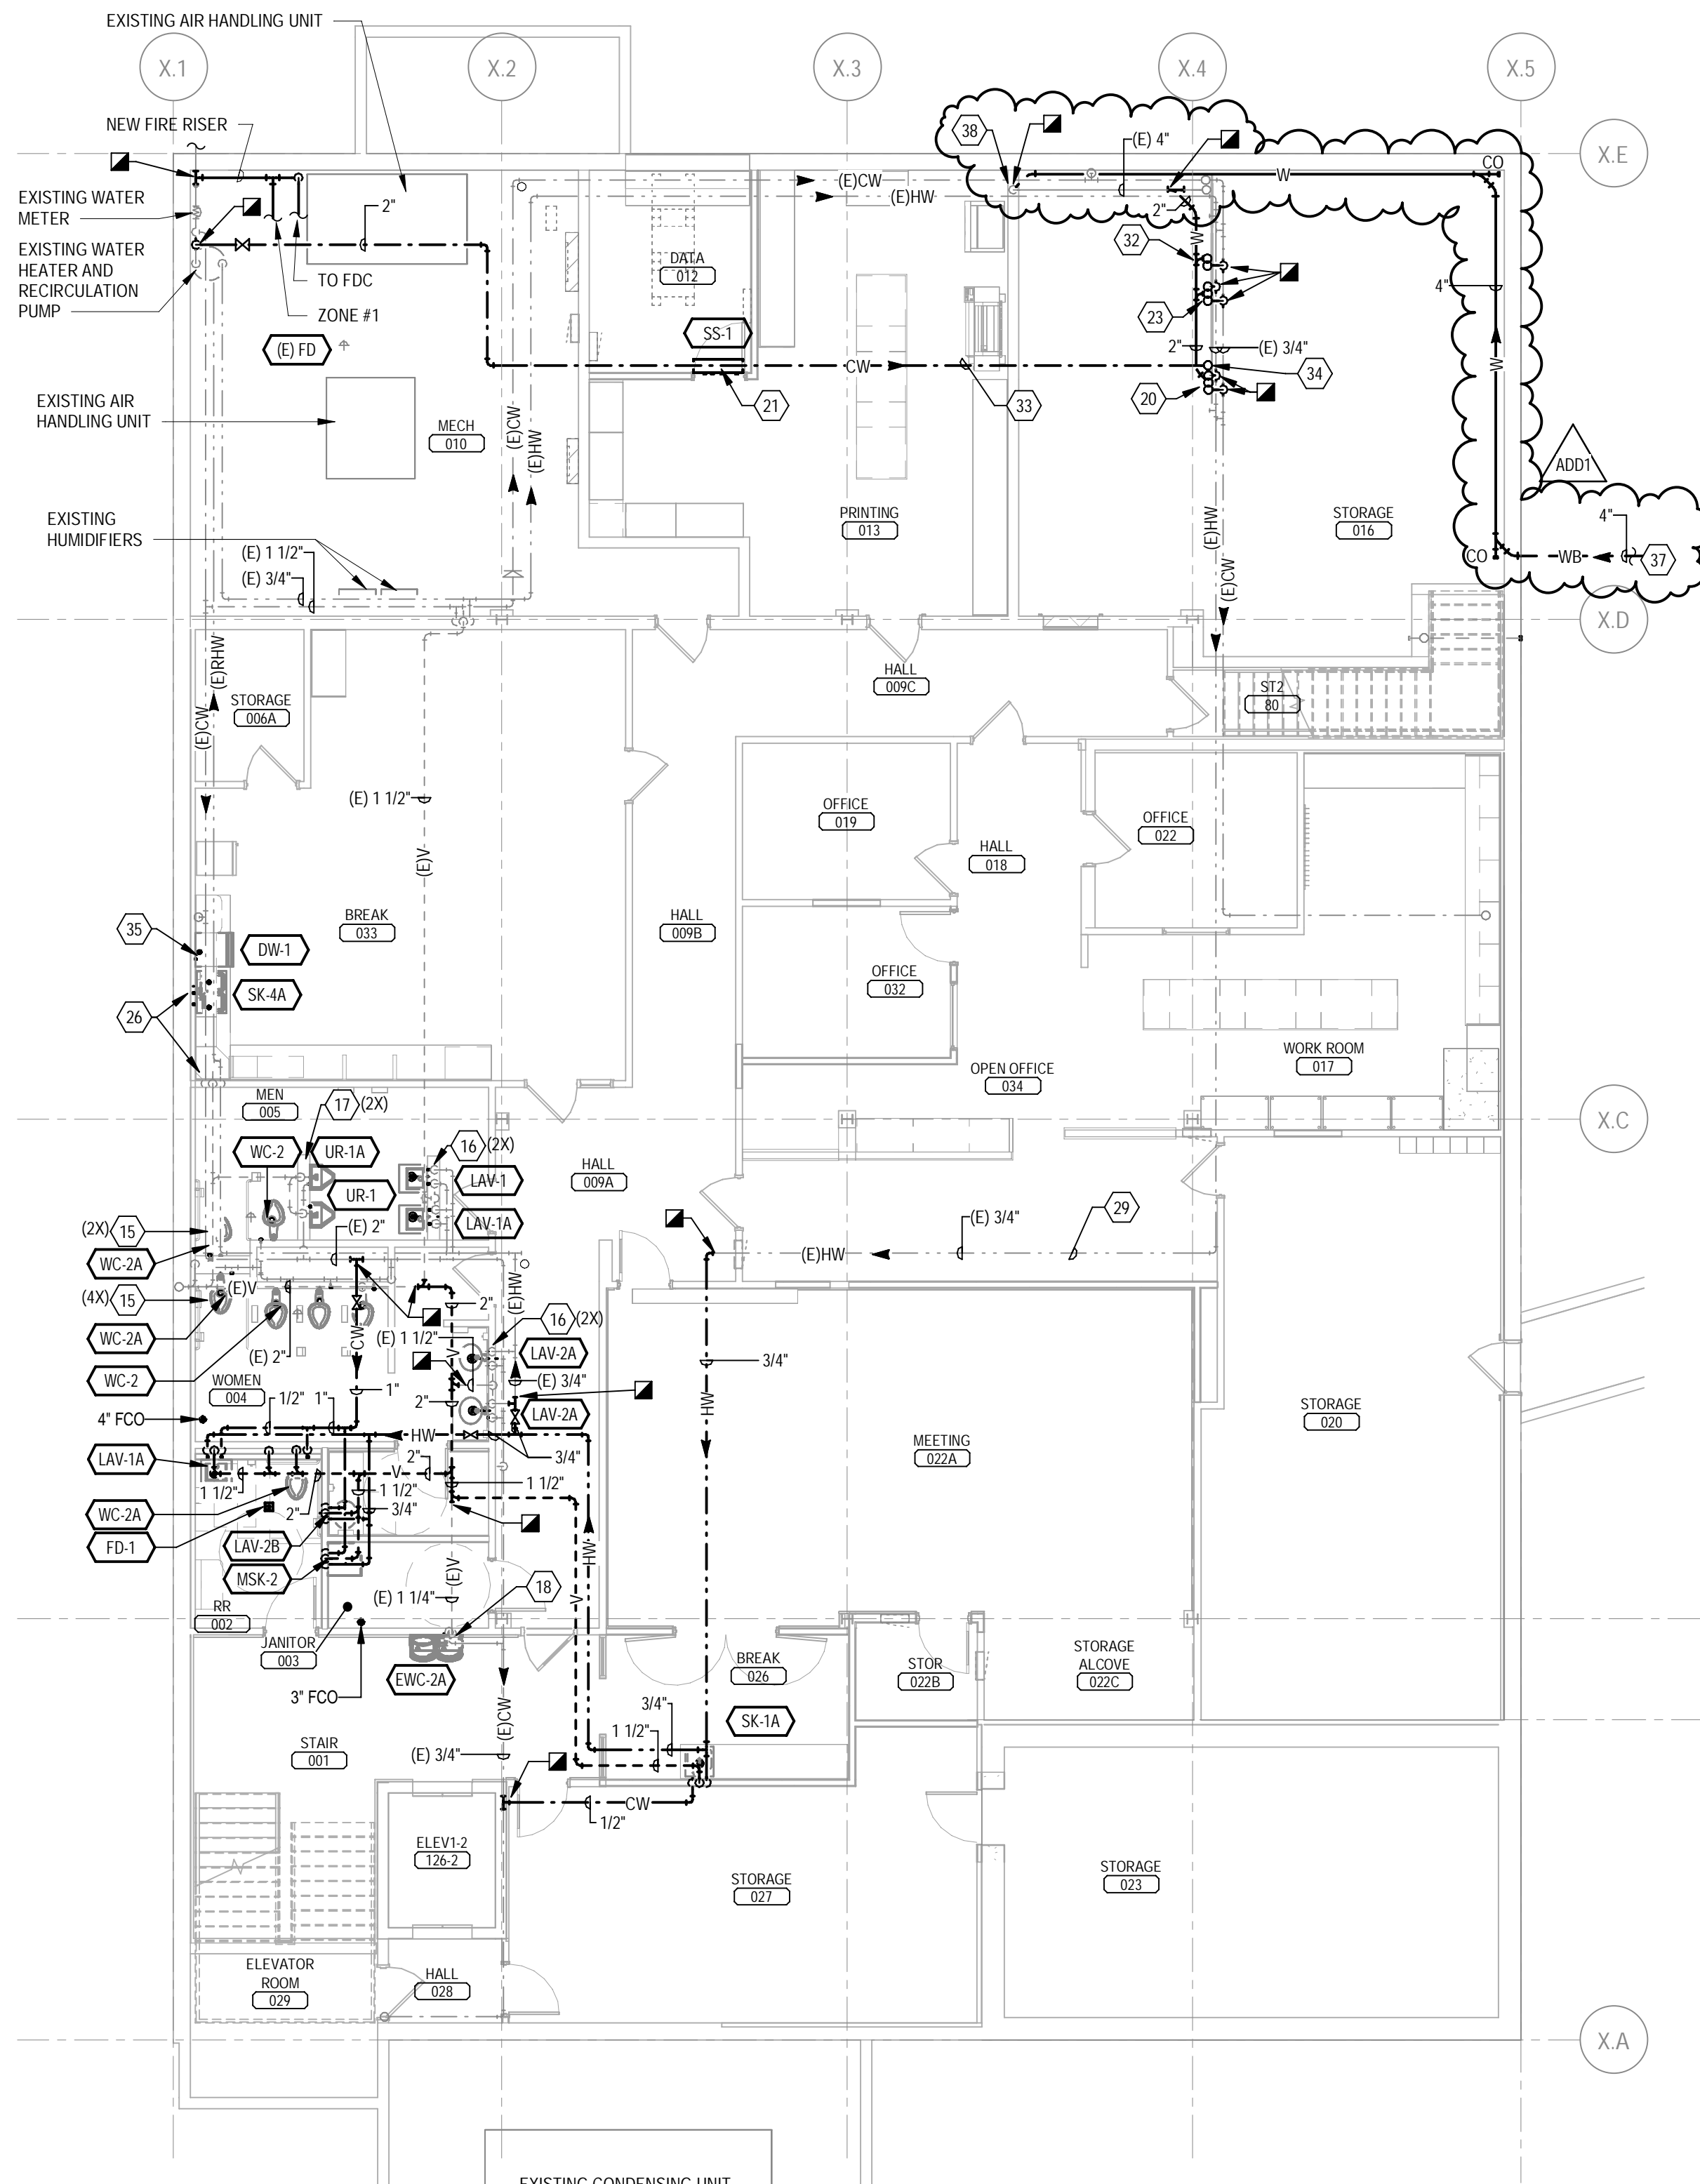 EXISTING AIR HANDLING UNIT
X.1
X.2
X.3
X.4
X.5
NEW FIRE RISER
38
(E) 4"
X.E
CO
EXISTING WATER
METER
2"
(E)CW
(E)HW
W
2"
EXISTING WATER
HEATER AND
RECIRCULATION
PUMP
TO FDC
ZONE #1
DATA
012
32
W
4"
23
SS-1
(E) FD
2"
(E) 3/4"
CW
34
W
EXISTING AIR
HANDLING UNIT
21
33
20
MECH
010
(E)CW
(E)HW
ADD1
EXISTING
HUMIDIFIERS
PRINTING
013
STORAGE
016
4"
(E) 1 1/2"
(E) 3/4"
(E)HW
(E)CW
CO
WB
37
X.D
(E)RHW
(E)CW
STORAGE
006A
HALL
009C
ST2
80
(E) 1 1/2"
OFFICE
019
OFFICE
022
HALL
018
(E)V
BREAK
033
HALL
009B
35
DW-1
SK-4A
26
OFFICE
032
WORK ROOM
017
OPEN OFFICE
034
MEN
005
17
(2X)
X.C
WC-2
UR-1A
16
(2X)
LAV-1
HALL
009A
UR-1
LAV-1A
(2X)
15
(E) 2"
(E) 3/4"
29
WC-2A
(E)HW
(E)V
(4X)
15
2"
(E)HW
WC-2A
CW
(E) 1 1/2"
16
(2X)
V
LAV-2A
(E) 2"
3/4"
WC-2
WOMEN
004
1/2"
1"
1"
(E) 3/4"
2"
LAV-2A
HW
STORAGE
020
4" FCO
HW
MEETING
022A
LAV-1A
3/4"
2"
V
1 1/2"
1 1/2"
1 1/2"
WC-2A
2"
3/4"
FD-1
LAV-2B
HW
MSK-2
(E)V
(E) 1 1/4"
18
V
RR
002
JANITOR
003
BREAK
026
STOR
022B
STORAGE
ALCOVE
022C
EWC-2A
3" FCO
3/4"
SK-1A
(E)CW
1 1/2"
STAIR
001
(E) 3/4"
CW
1/2"
ELEV1-2
126-2
STORAGE
027
STORAGE
023
ELEVATOR
ROOM
029
HALL
028
X.A
EXISTING CONDENSING UNIT